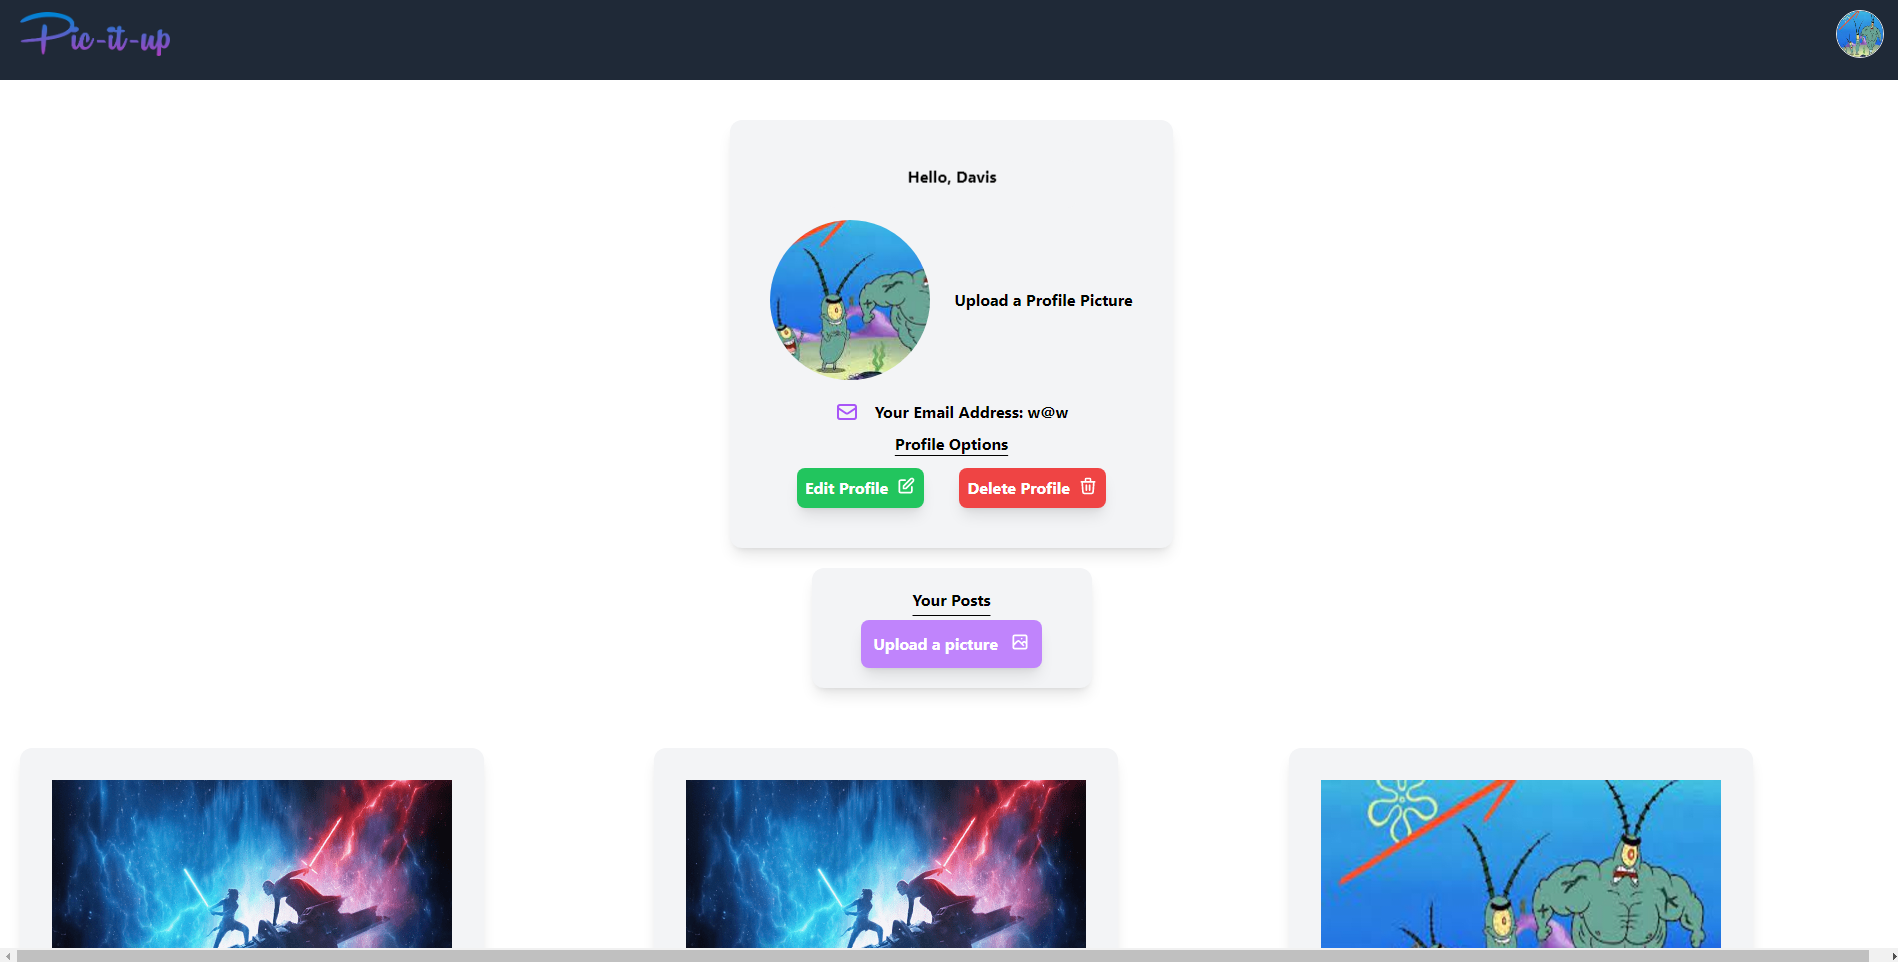 Pic-it-up
Hello, Davis
Upload a Profile Picture
Your Email Address: w@w
Profile Options
Edit Profile
Delete Profile
Your Posts
Upload a picture